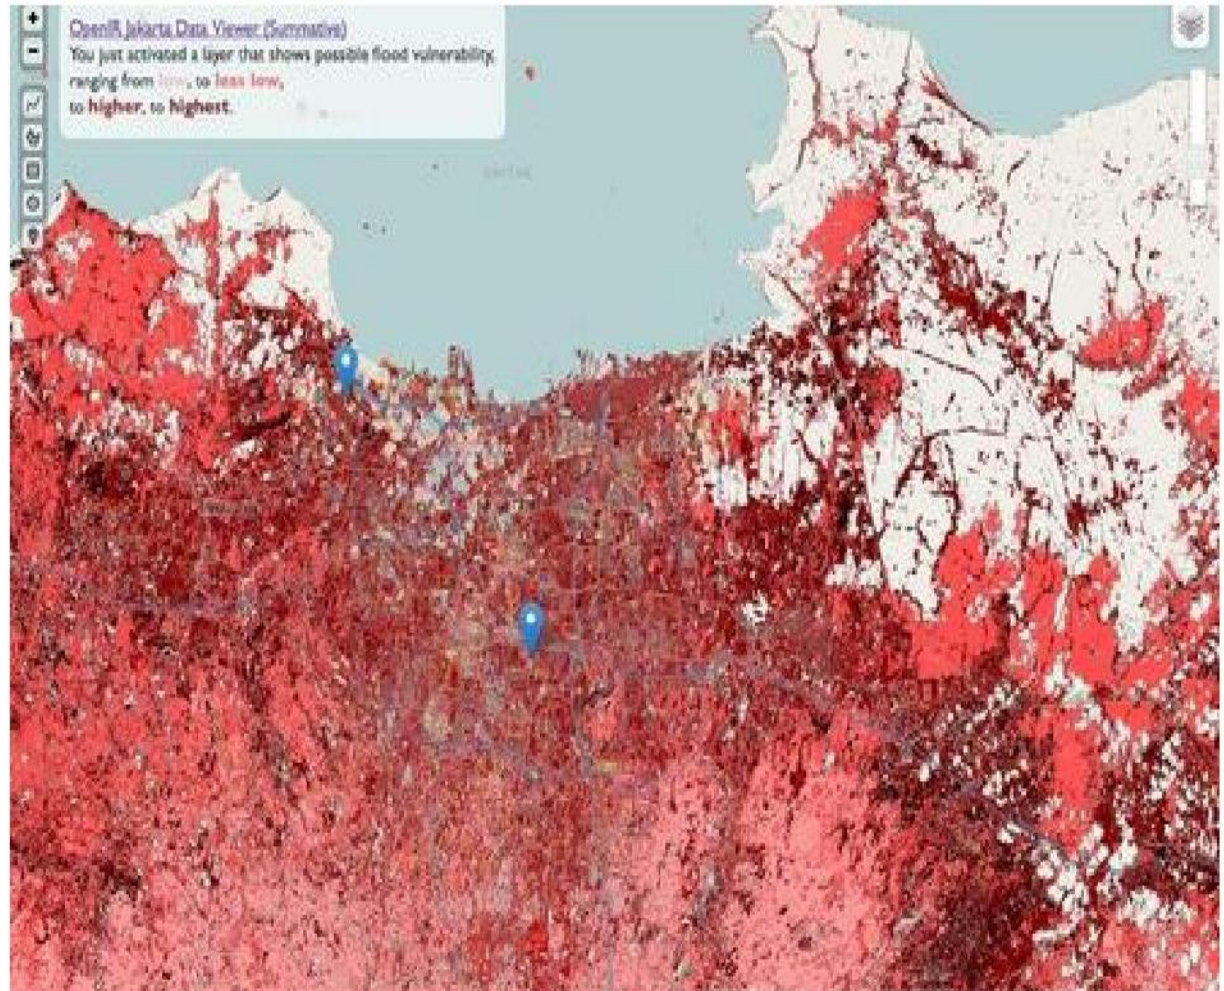 +
-
OpenIR Jakarta Data Viewer (Summative)
You just activated a layer that shows possible flood vulnerability,
ranging from low, to less low,
to higher, to highest.